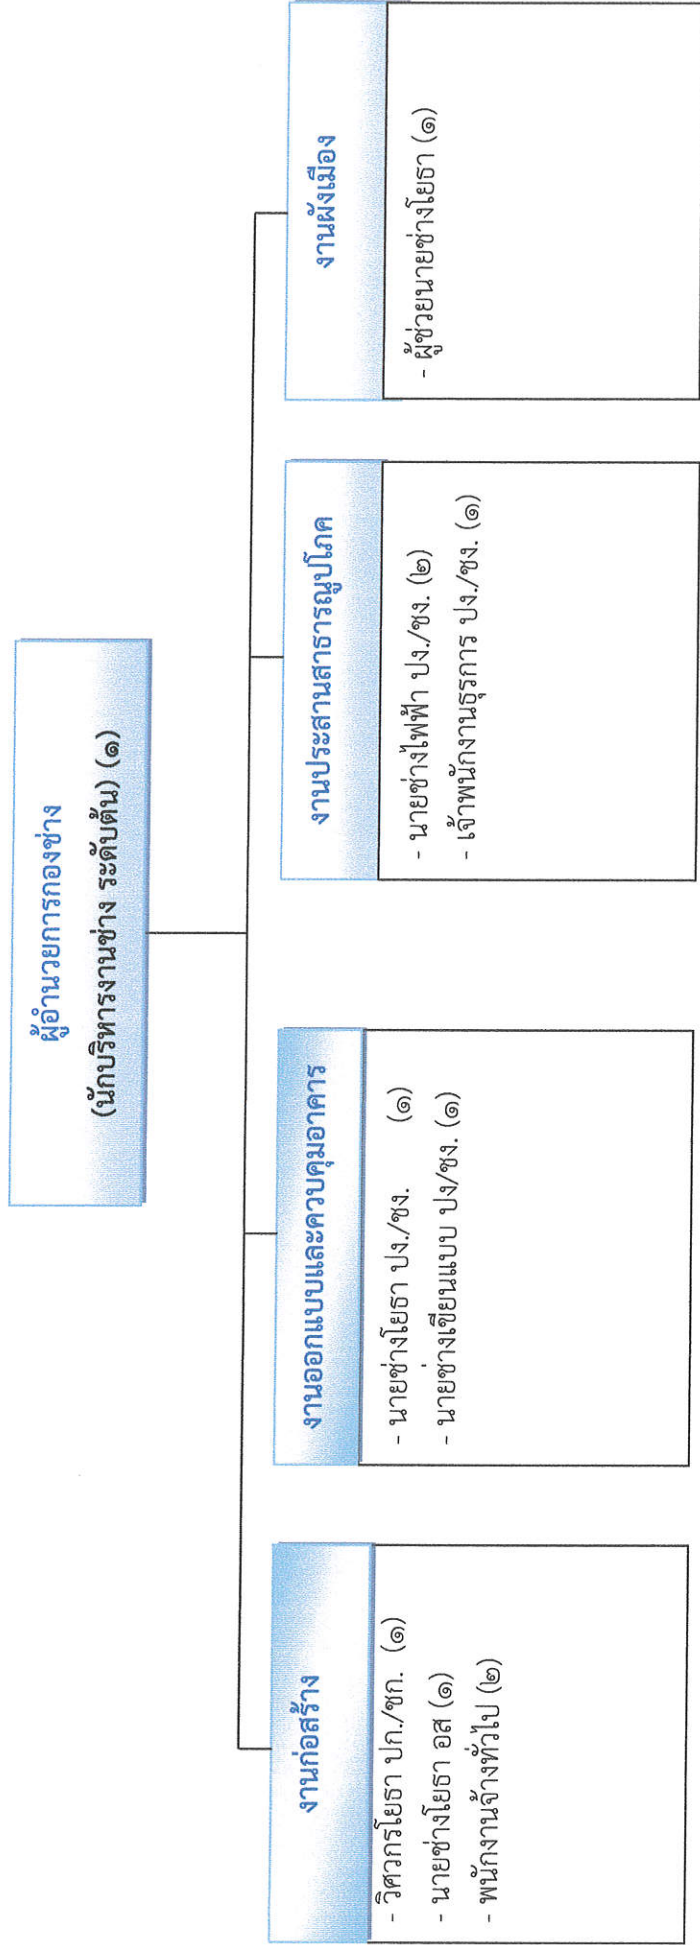 ผู้อำนวยการกองช่าง
(นักบริหารงานช่าง ระดับต้น) (๑)
งานก่อสร้าง
- วิศวกรโยธา ปก./ชก. (๑)
- นายช่างโยธา อส (๑)
- พนักงานจ้างทั่วไป (๒)
งานออกแบบและควบคุมอาคาร
- นายช่างโยธา ปง./ชง. (๑)
- นายช่างเขียนแบบ ปง/ชง. (๑)
งานประสานสาธารณูปโภค
- นายช่างไฟฟ้า ปง./ชง. (๒)
- เจ้าพนักงานธุรการ ปง./ชง. (๑)
งานผังเมือง
- ผู้ช่วยนายช่างโยธา (๑)